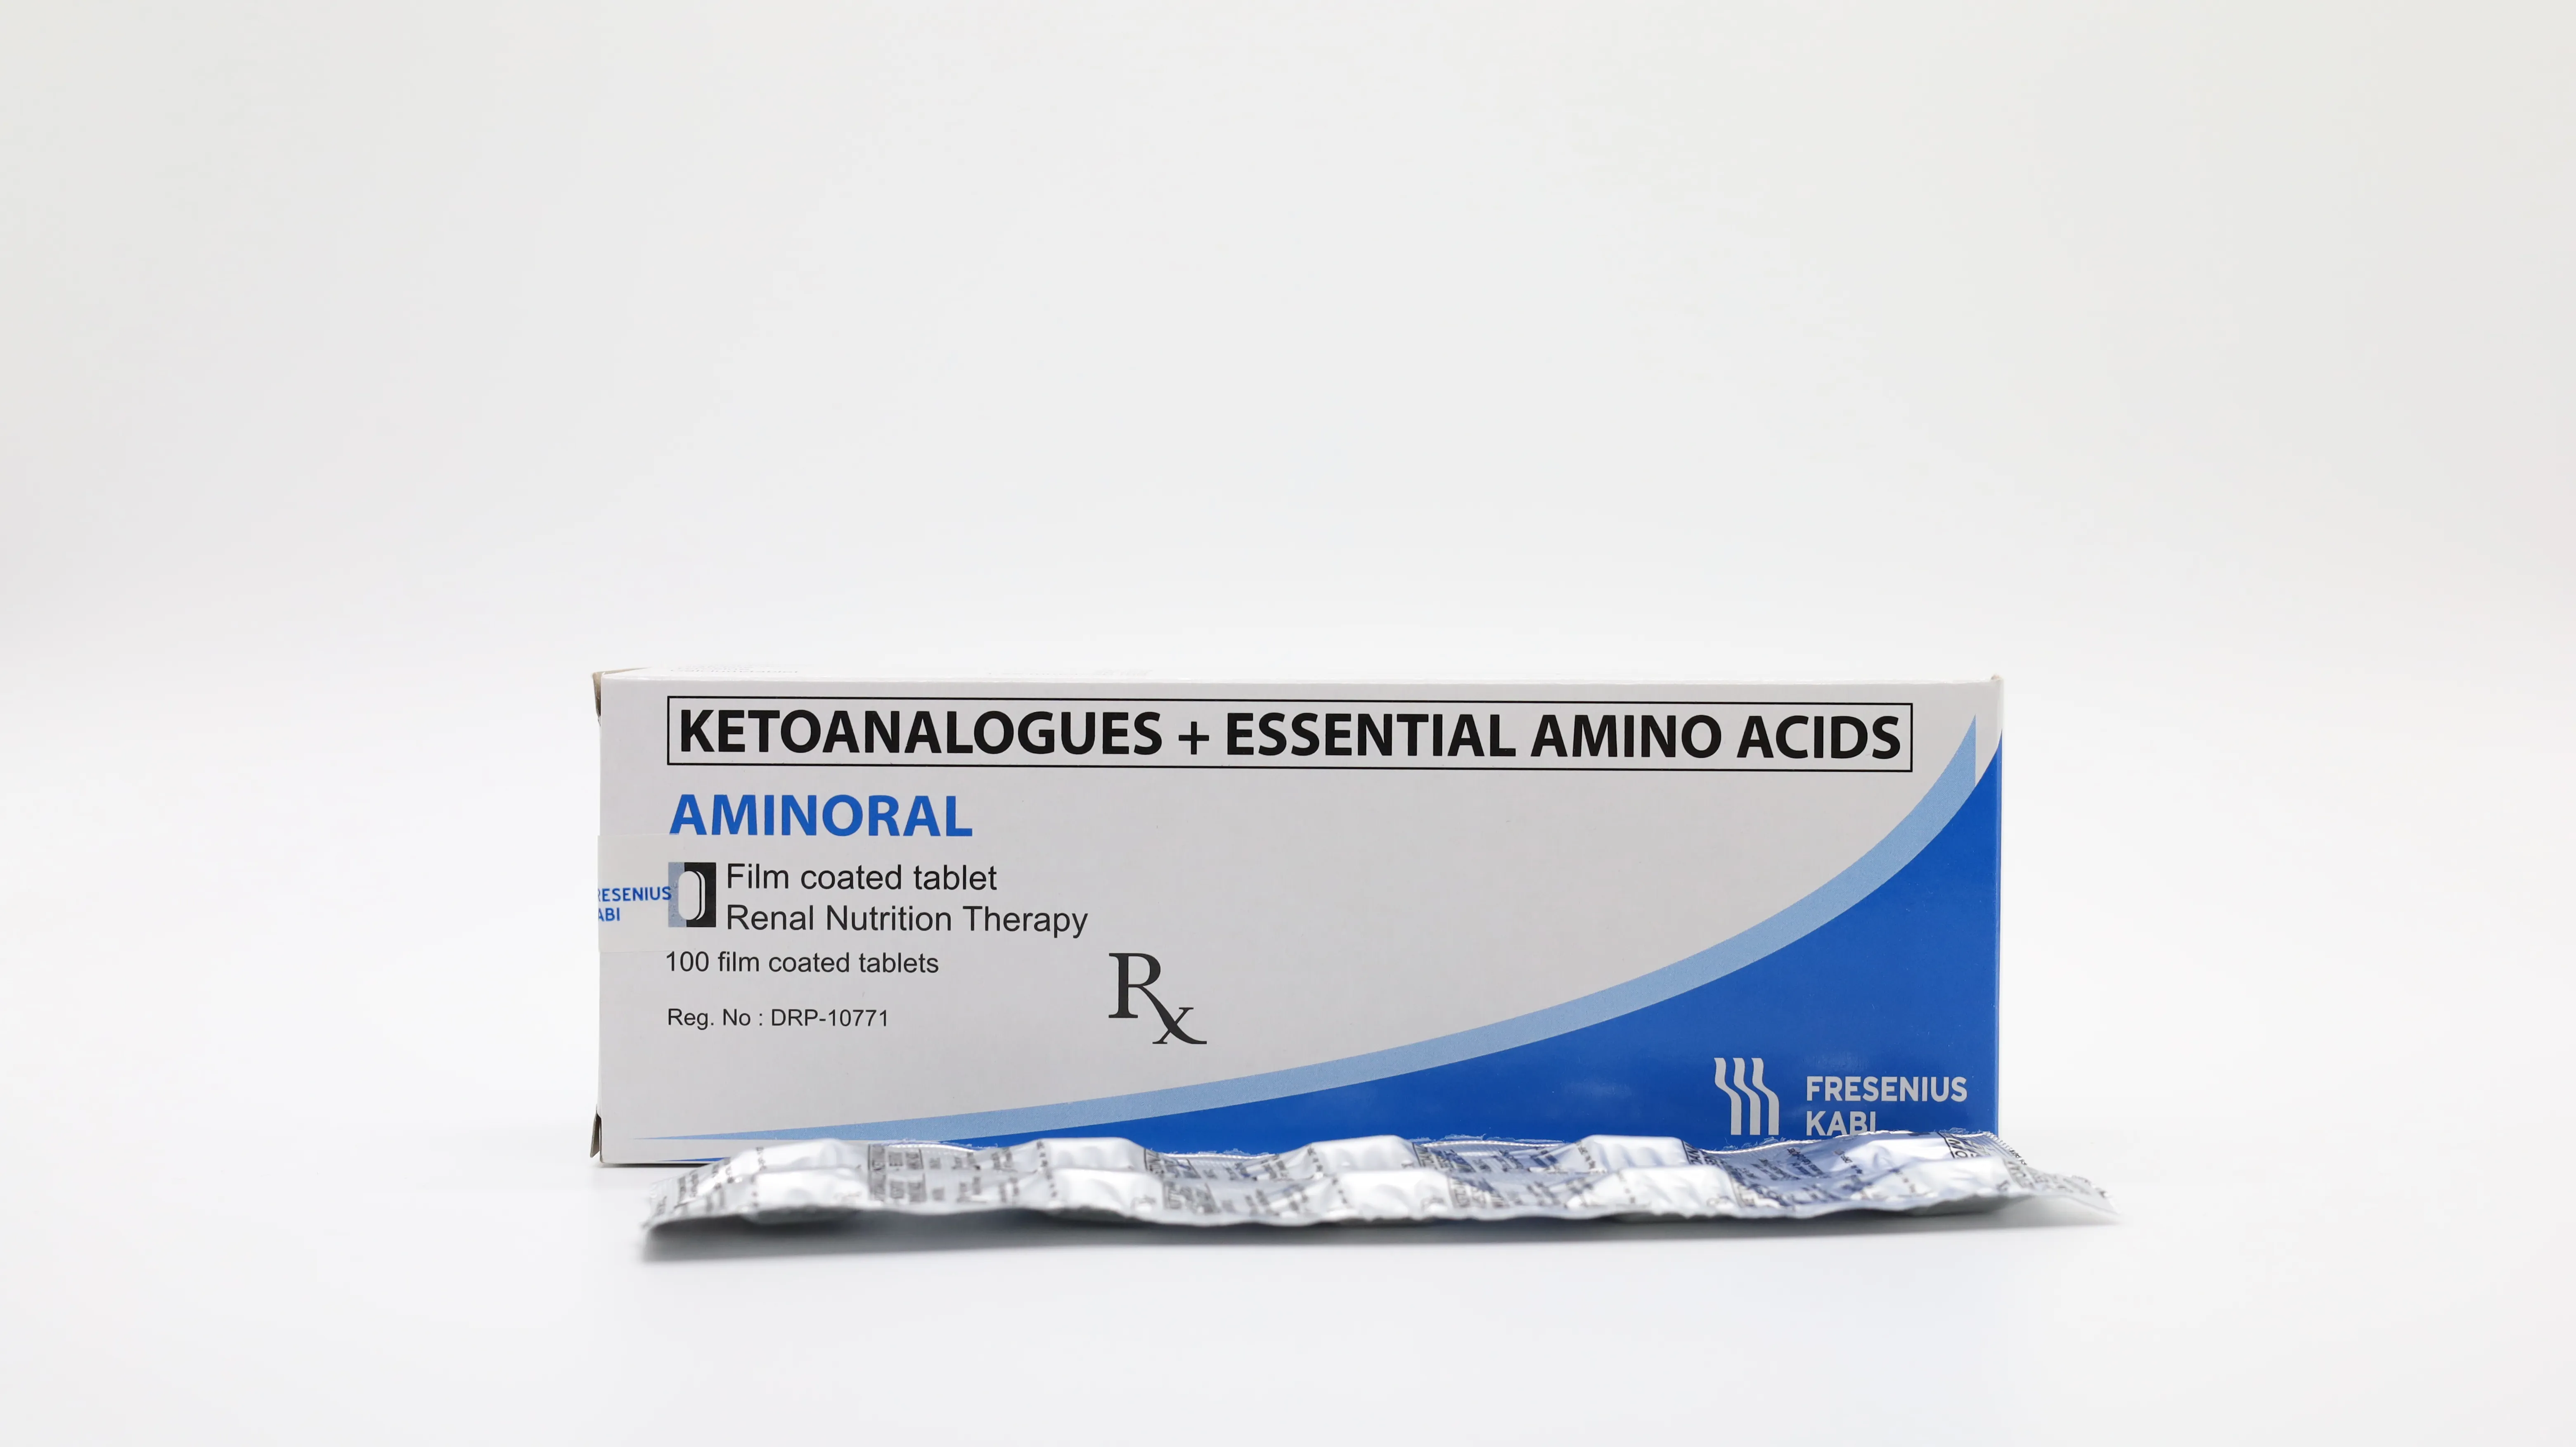 KETOANALOGUES + ESSENTIAL AMINO ACIDS
AMINORAL
Film coated tablet
Renal Nutrition Therapy
RESENIUS
ABI
100 film coated tablets
Rx
Reg. No : DRP-10771
FRESENIUS
KABI